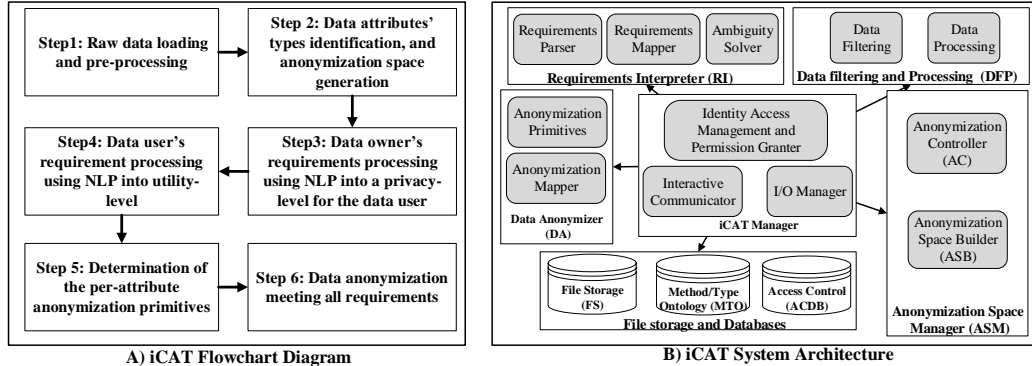 Step1: Raw data loading
and pre-processing
Step 2: Data attributes'
types identification, and
anonymization space
generation
Step4: Data user's
requirement processing
using NLP into utility-
level
Step3: Data owner's
requirements processing
using NLP into a privacy-
level for the data user
Step 5: Determination of
the per-attribute
anonymization primitives
Step 6: Data anonymization
meeting all requirements
A) iCAT Flowchart Diagram
Requirements
Parser
Requirements
Mapper
Ambiguity
Solver
Requirements Interpreter (RI)
Data
Filtering
Data
Processing
Data filtering and Processing (DFP)
Anonymization
Primitives
Anonymization
Mapper
Data Anonymizer
(DA)
Identity Access
Management and
Permission Granter
Interactive
Communicator
I/O Manager
iCAT Manager
Anonymization
Controller
(AC)
Anonymization
Space Builder
(ASB)
Anonymization Space
Manager (ASM)
File Storage
(FS)
Method/Type
Ontology (MTO)
Access Control
(ACDB)
File storage and Databases
B) iCAT System Architecture